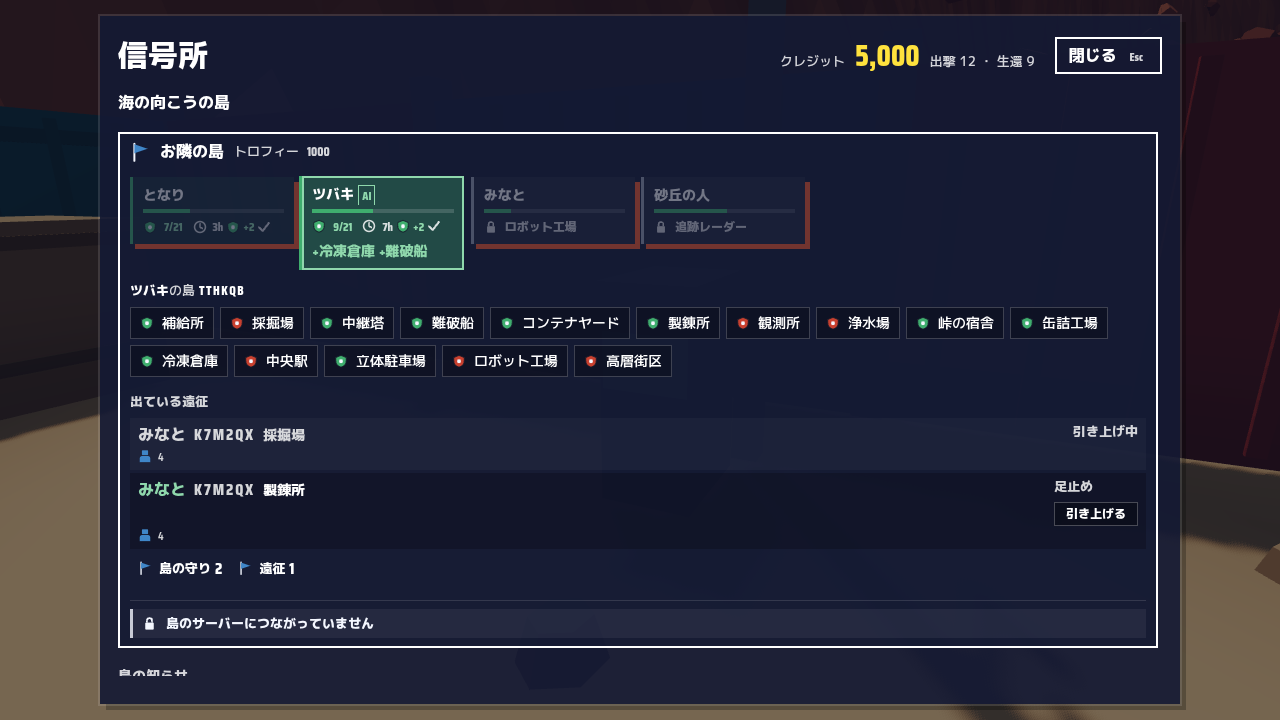 信号所
クレジット 5,000 出撃 12 · 生還 9
閉じる Esc
海の向こうの島
お隣の島 トロフィー 1000
となり
7/21 3h +2
ツバキ AI
9/21 7h +2
+冷凍倉庫 +難破船
みなと
ロボット工場
砂丘の人
追跡レーダー
ツバキの島 TTHKQB
補給所 採掘場 中継塔 難破船 コンテナヤード 製錬所 観測所 浄水場 峠の宿舎 缶詰工場
冷凍倉庫 中央駅 立体駐車場 ロボット工場 高層街区
出ている遠征
みなと K7M2QX 採掘場 引き上げ中
4
みなと K7M2QX 製錬所 足止め
引き上げる
4
島の守り 2 遠征 1
島のサーバーにつながっていません
島の知らせ